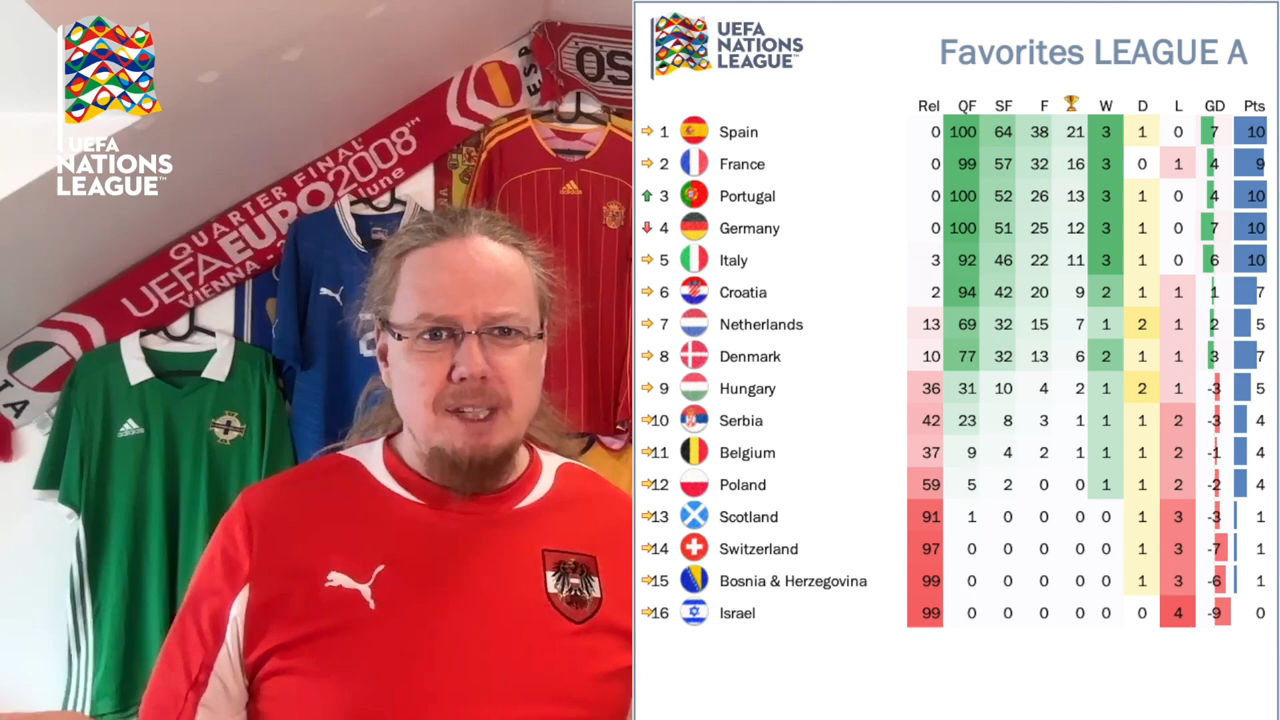 UEFA
NATIONS
LEAGUE™
QUARTER FINAL
UEFA EURO 2008™
VIENNA
June
ESP
OS
TA
UEFA
NATIONS
LEAGUE™
Favorites LEAGUE A
Rel QF SF F W D L GD Pts
1 Spain 0 100 64 38 21 3 1 0 7 10
2 France 0 99 57 32 16 3 0 1 4 9
3 Portugal 0 100 52 26 13 3 1 0 4 10
4 Germany 0 100 51 25 12 3 1 0 7 10
5 Italy 3 92 46 22 11 3 1 0 6 10
6 Croatia 2 94 42 20 9 2 1 1 1 7
7 Netherlands 13 69 32 15 7 1 2 1 2 5
8 Denmark 10 77 32 13 6 2 1 1 3 7
9 Hungary 36 31 10 4 2 1 2 1 -3 5
10 Serbia 42 23 8 3 1 1 1 2 -3 4
11 Belgium 37 9 4 2 1 1 1 2 -1 4
12 Poland 59 5 2 0 0 1 1 2 -2 4
13 Scotland 91 1 0 0 0 0 1 3 -3 1
14 Switzerland 97 0 0 0 0 0 1 3 -7 1
15 Bosnia & Herzegovina 99 0 0 0 0 0 1 3 -6 1
16 Israel 99 0 0 0 0 0 0 4 -9 0